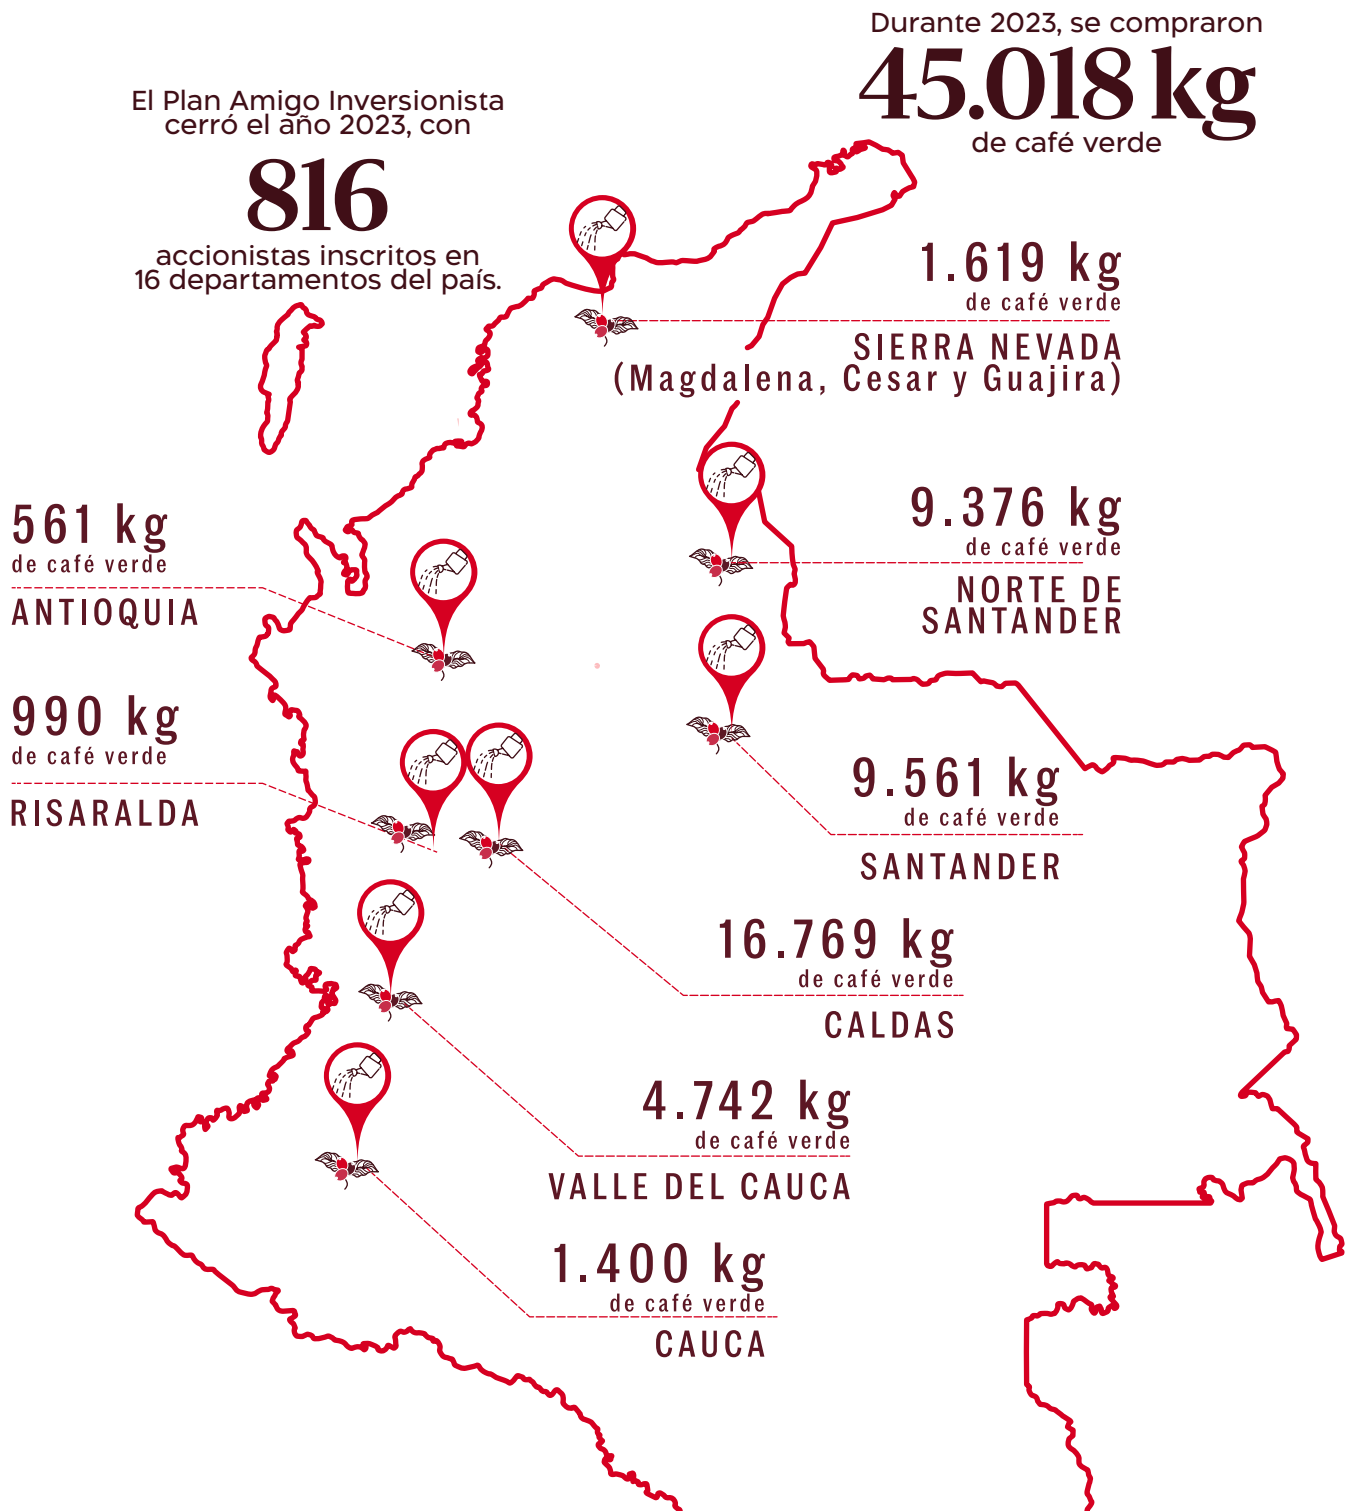 Durante 2023, se compraron
45.018 kg
de café verde
El Plan Amigo Inversionista
cerró el año 2023, con
816
accionistas inscritos en
16 departamentos del país.
1.619 kg
de café verde
SIERRA NEVADA
(Magdalena, Cesar y Guajira)
9.376 kg
de café verde
NORTE DE
SANTANDER
561 kg
de café verde
ANTIOQUIA
990 kg
de café verde
RISARALDA
9.561 kg
de café verde
SANTANDER
16.769 kg
de café verde
CALDAS
4.742 kg
de café verde
VALLE DEL CAUCA
1.400 kg
de café verde
CAUCA